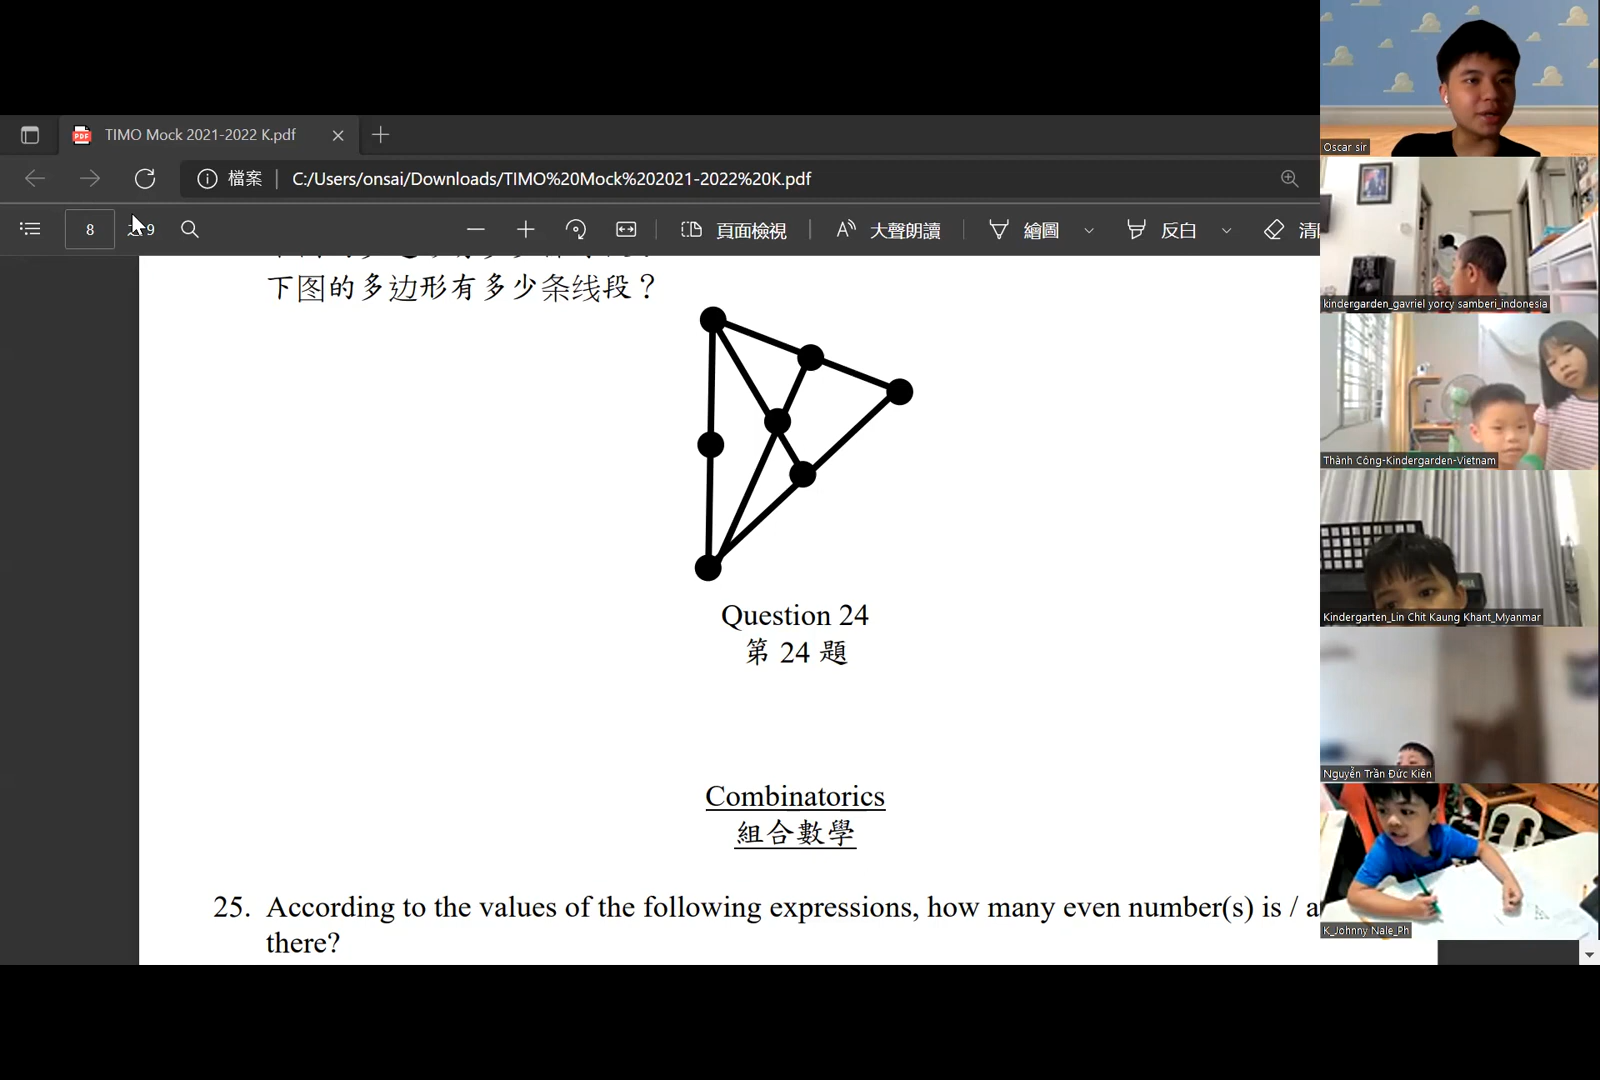 TIMO Mock 2021-2022 K.pdf
檔案
C:/Users/onsai/Downloads/TIMO%20Mock%202021-2022%20K.pdf
8
9
頁面檢視
大聲朗讀
繪圖
反白
下图的多边形有多少条线段？
Question 24
第 24 題
Combinatorics
組合數學
25. According to the values of the following expressions, how many even number(s) is / a
there?
Oscar sir
kindergarden_gavriel yorcy samberi_indonesia
Thành Công-Kindergarden-Vietnam
Kindergarten_Lin Chit Kaung Khant_Myanmar
Nguyễn Trần Đức Kiên
K_Johnny Nale_Ph